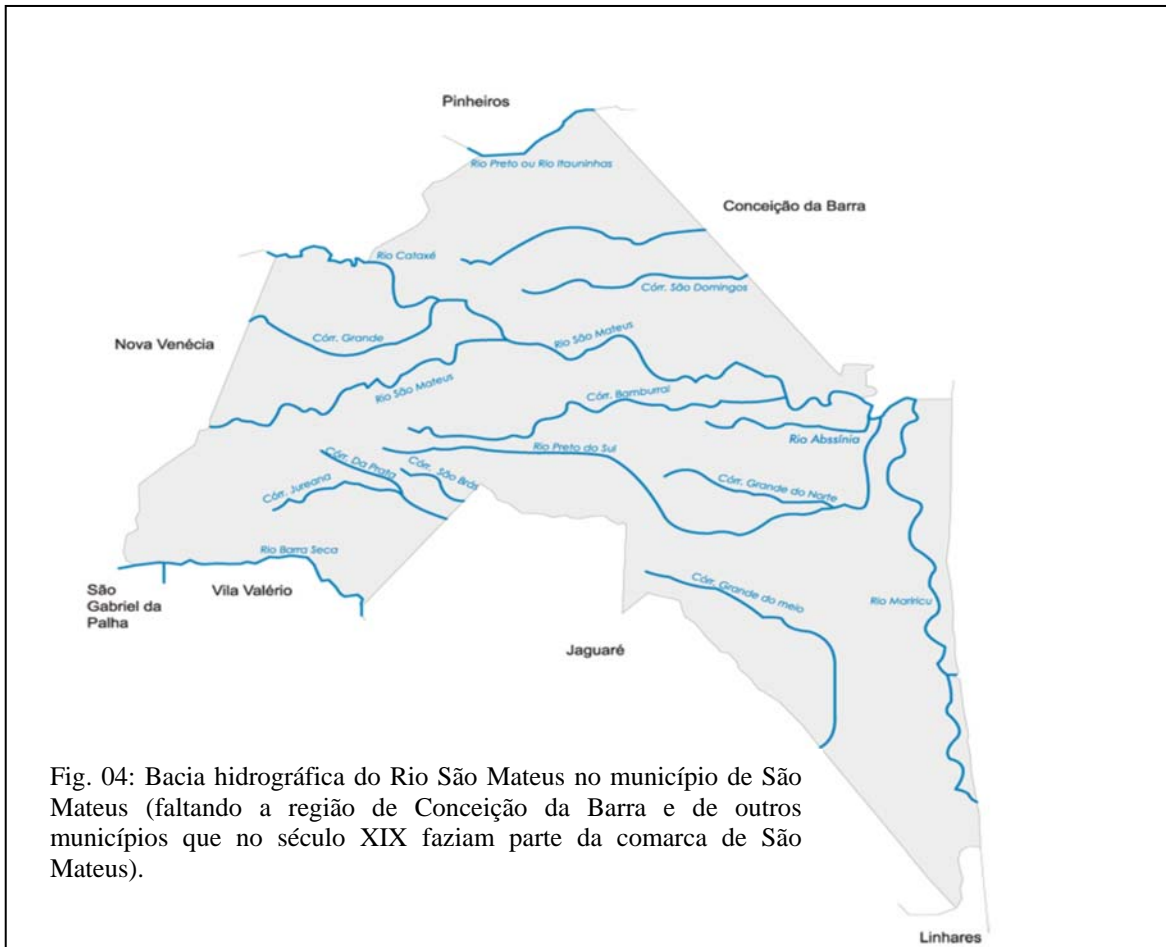 Pinheiros
Rio Preto ou Rio Itauninhas
Conceição da Barra
Rio Cataxé
Córr. São Domingos
Nova Venécia
Córr. Grande
Rio São Mateus
Rio São Mateus
Córr. Bamburral
Rio Abssínia
Rio Preto do Sul
Córr. Da Prata
Córr. São Brás
Córr. Jureana
Córr. Grande do Norte
Rio Barra Seca
Córr. Grande do meio
Rio Mariricu
São
Gabriel da
Palha
Vila Valério
Jaguaré
Fig. 04: Bacia hidrográfica do Rio São Mateus no município de São
Mateus (faltando a região de Conceição da Barra e de outros
municípios que no século XIX faziam parte da comarca de São
Mateus).
Linhares